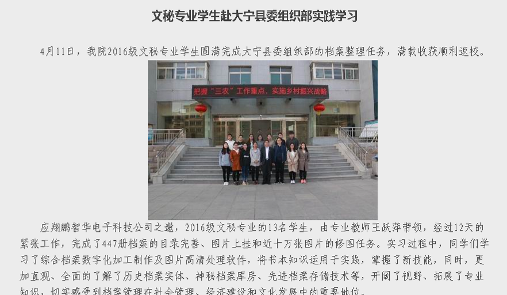 文秘专业学生赴大宁县委组织部实践学习
4月11日，我院2016级文秘专业学生圆满完成大宁县委组织部的档案整理任务，满载收获顺利返校。
把握“三农”工作重点，实施乡村振兴战略
应翔鹏智华电子科技公司之邀，2016级文秘专业的13名学生，由专业教师王跃萍带领，经过12天的
紧张工作，完成了447册档案的目录完善、图片上挂和近十万张图片的修图任务。实习过程中，同学们学
习了综合档案数字化加工制作及图片高清处理软件，将书本知识运用于实践，掌握了新技能，同时，更
加直观、全面的了解了历史档案实体、神秘档案库房、先进档案存储技术等，开阔了视野、拓展了专业
知识，切实感受到档案管理在社会管理、经济建设和文化发展中的重要地位。